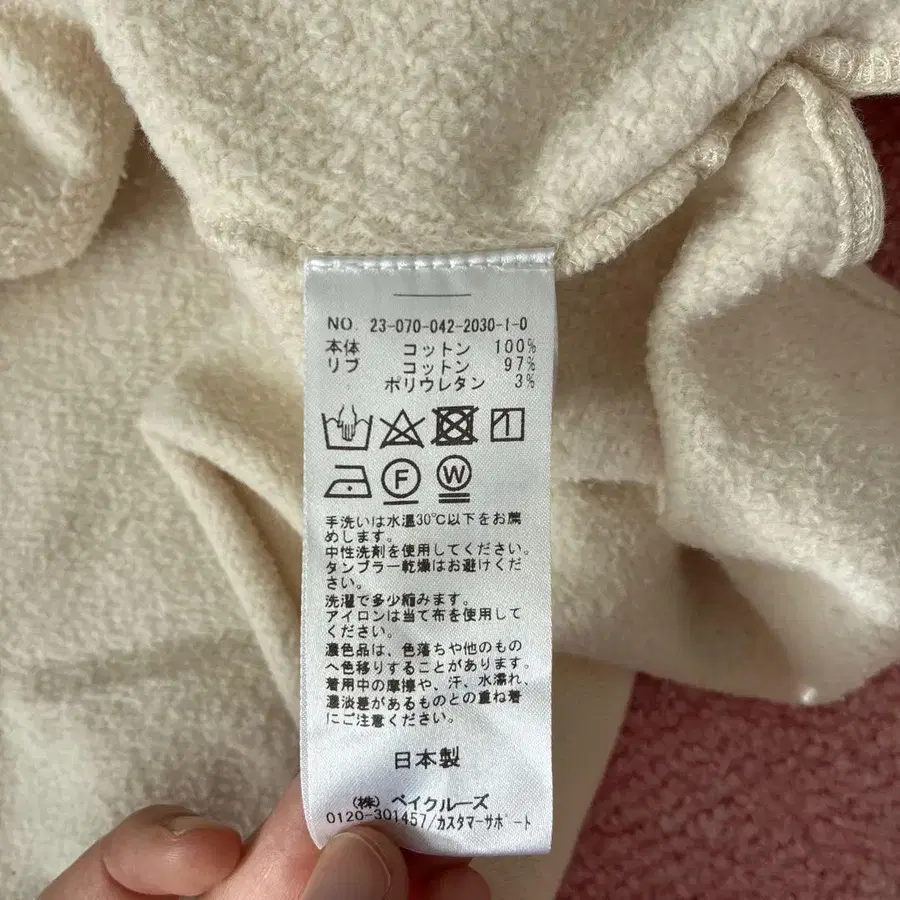 NO. 23-070-042-2030-1-0
本体 コットン 100%
リブ コットン 97%
ポリウレタン 3%
F W
手洗いは水温30℃以下をお薦
めします。
中性洗剤を使用してください。
タンブラー乾燥はお避けくだ
さい。
洗濯で多少縮みます。
アイロンは当て布を使用して
ください。
濃色品は、色落ちや他のもの
へ色移りすることがあります。
着用中の摩擦や、汗、水濡れ、
濃淡差があるものとの重ね着
にご注意ください。
日本製
(株) ベイクルーズ
0120-301457/カスタマーサポート